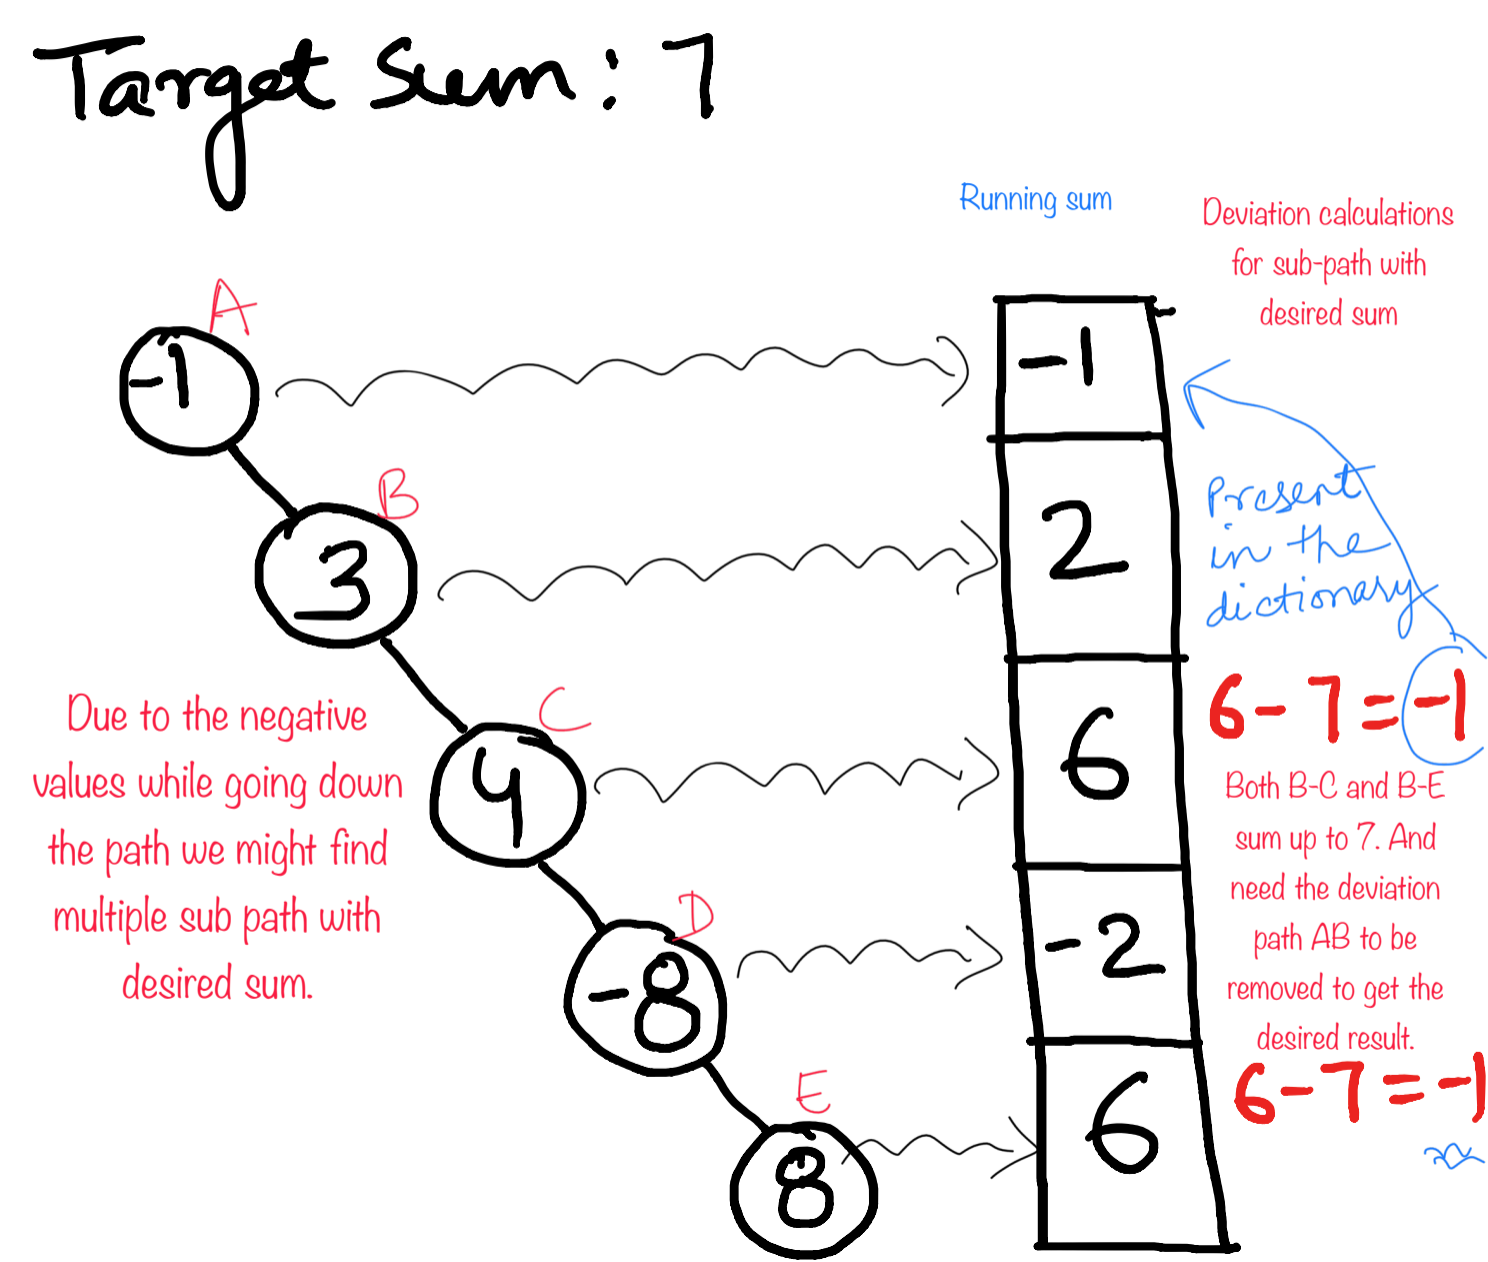 Target Sum: 7
Running sum
Deviation calculations
for sub-path with
desired sum
A
-1
-1
B
3
2
Present
in the
dictionary
Due to the negative
values while going down
the path we might find
multiple sub path with
desired sum.
C
4
6
6-7=-1
Both B-C and B-E
sum up to 7. And
need the deviation
path AB to be
removed to get the
desired result.
D
-8
-2
E
8
6
6-7=-1